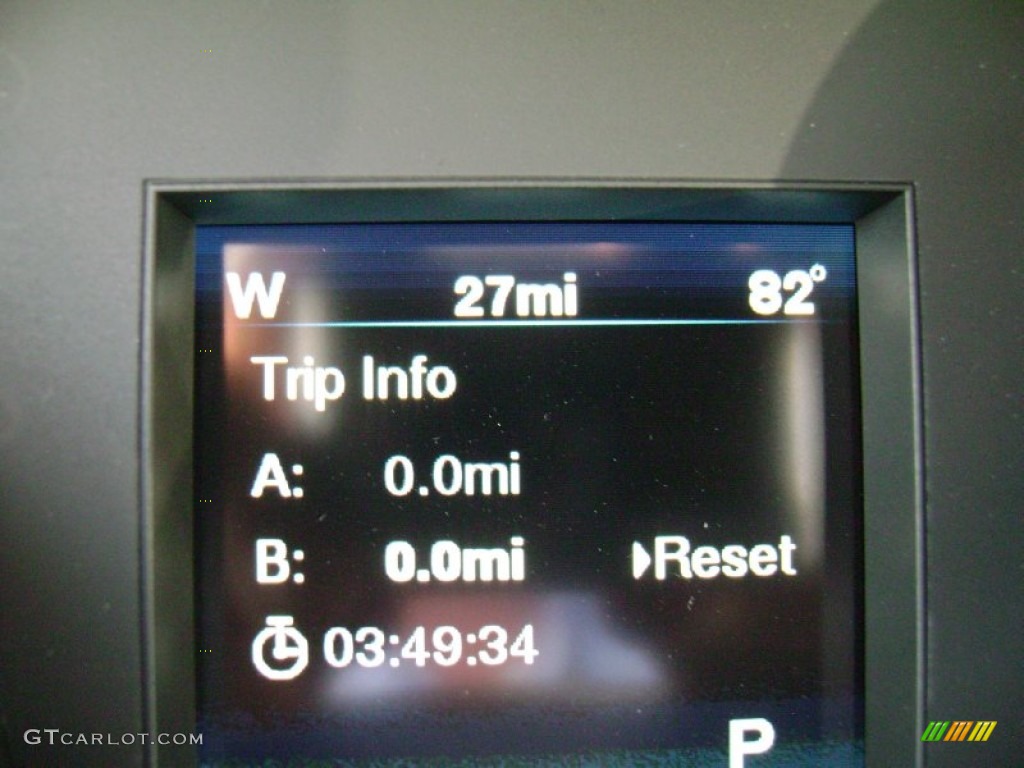 W 27mi 82°
Trip Info
A: 0.0mi
B: 0.0mi Reset
03:49:34
P
GTCARLOT.COM